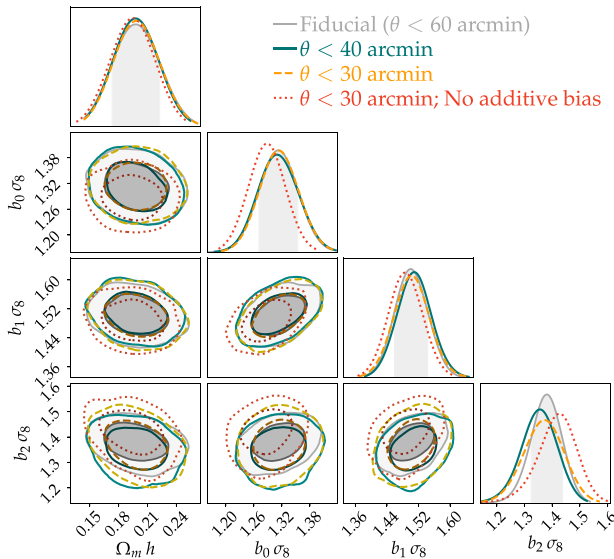 Fiducial (θ < 60 arcmin)
θ < 40 arcmin
θ < 30 arcmin
θ < 30 arcmin; No additive bias
b₀ σ₈
1.38
1.32
1.26
1.20
b₁ σ₈
1.60
1.52
1.44
1.36
b₂ σ₈
1.6
1.5
1.4
1.3
1.2
0.15 0.18 0.21 0.24
1.20 1.26 1.32 1.38
1.36 1.44 1.52 1.60
1.2 1.3 1.4 1.5 1.6
Ωₘ h
b₀ σ₈
b₁ σ₈
b₂ σ₈